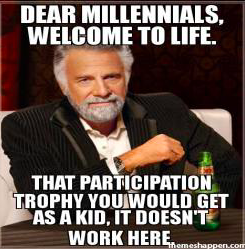 DEAR MILLENNIALS,
WELCOME TO LIFE.
THAT PARTICIPATION
TROPHY YOU WOULD GET
AS A KID, IT DOESN'T
WORK HERE.
memeshappen.com